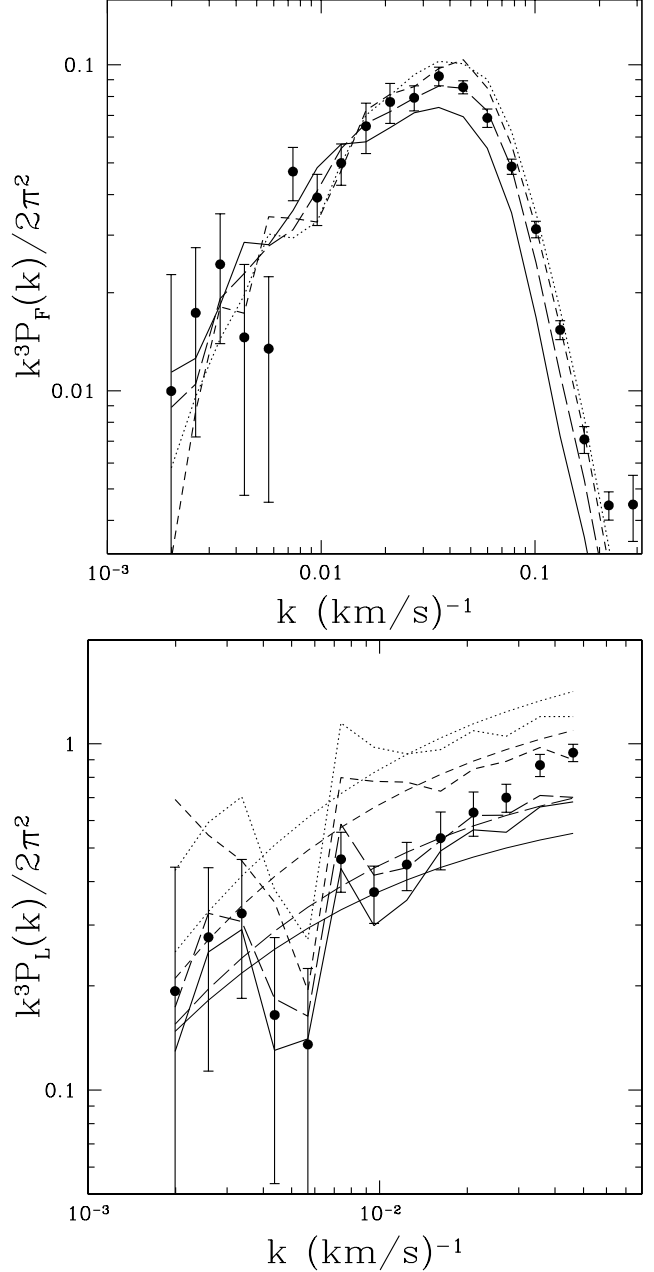 0.1
k³P_F(k)/2π²
0.01
10⁻³ 0.01 0.1
k (km/s)⁻¹
1
k³P_L(k)/2π²
0.1
10⁻³ 10⁻²
k (km/s)⁻¹